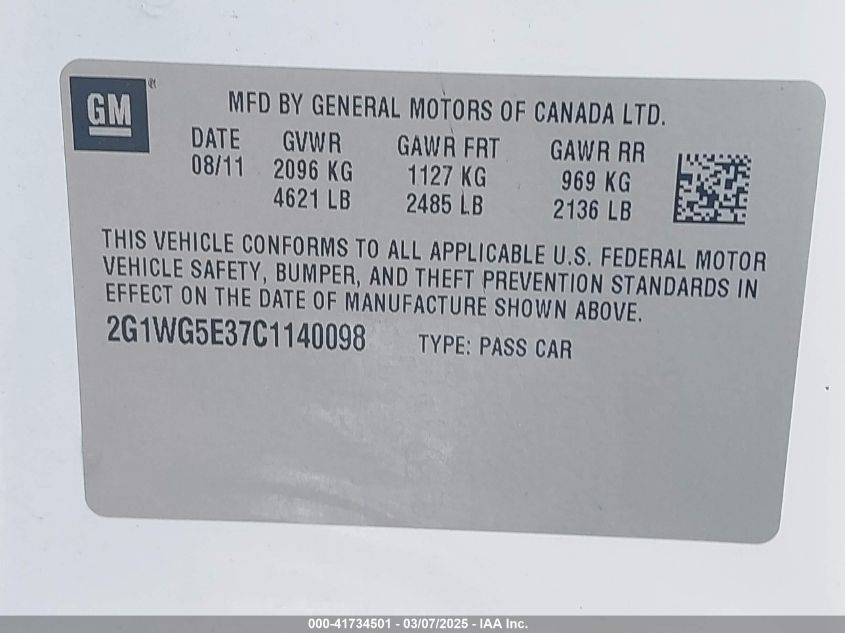 GM ®
MFD BY GENERAL MOTORS OF CANADA LTD.
DATE GVWR GAWR FRT GAWR RR
08/11 2096 KG 1127 KG 969 KG
4621 LB 2485 LB 2136 LB
THIS VEHICLE CONFORMS TO ALL APPLICABLE U.S. FEDERAL MOTOR
VEHICLE SAFETY, BUMPER, AND THEFT PREVENTION STANDARDS IN
EFFECT ON THE DATE OF MANUFACTURE SHOWN ABOVE.
2G1WG5E37C1140098 TYPE: PASS CAR
000-41734501 - 03/07/2025 - IAA Inc.